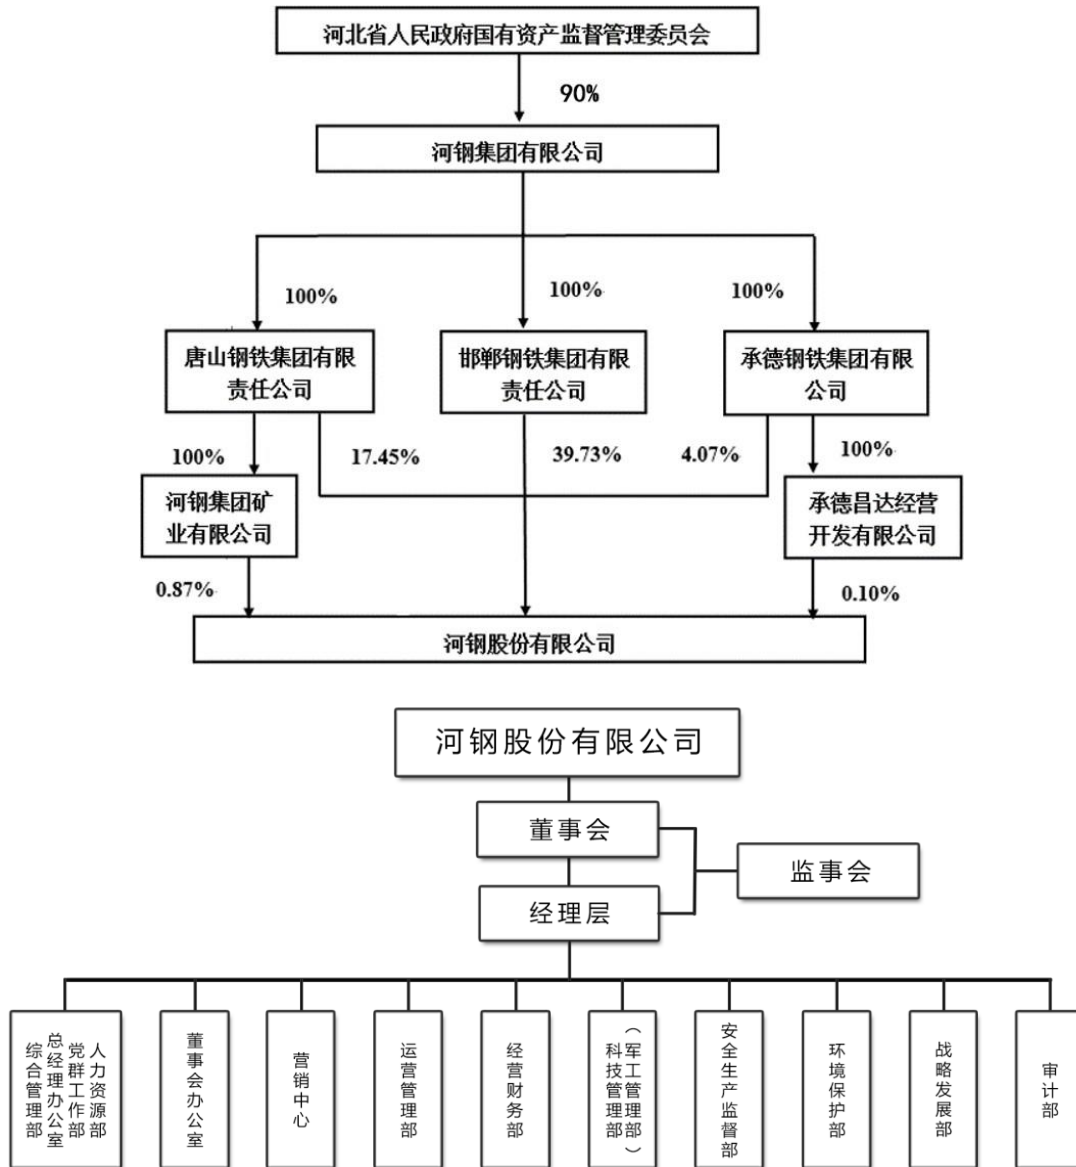 河北省人民政府国有资产监督管理委员会
90%
河钢集团有限公司
100%
100%
100%
唐山钢铁集团有限
责任公司
邯郸钢铁集团有限
责任公司
承德钢铁集团有限
公司
100%
17.45%
39.73%
4.07%
100%
河钢集团矿
业有限公司
承德昌达经营
开发有限公司
0.87%
0.10%
河钢股份有限公司
河钢股份有限公司
董事会
监事会
经理层
综合管理部
总经理办公室
党群工作部
人力资源部
董事会办公室
营销中心
运营管理部
经营财务部
科技管理部
（军工管理部）
安全生产监督部
环境保护部
战略发展部
审计部